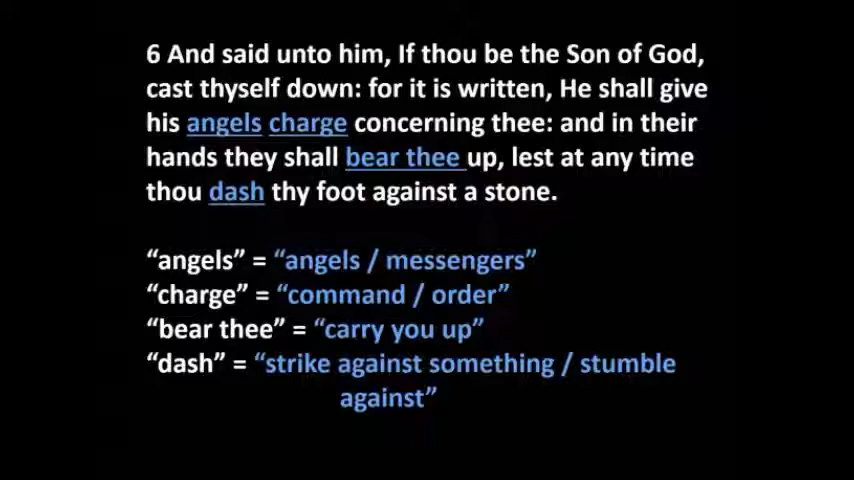 6 And said unto him, If thou be the Son of God,
cast thyself down: for it is written, He shall give
his angels charge concerning thee: and in their
hands they shall bear thee up, lest at any time
thou dash thy foot against a stone.
“angels” = “angels / messengers”
“charge” = “command / order”
“bear thee” = “carry you up”
“dash” = “strike against something / stumble
against”